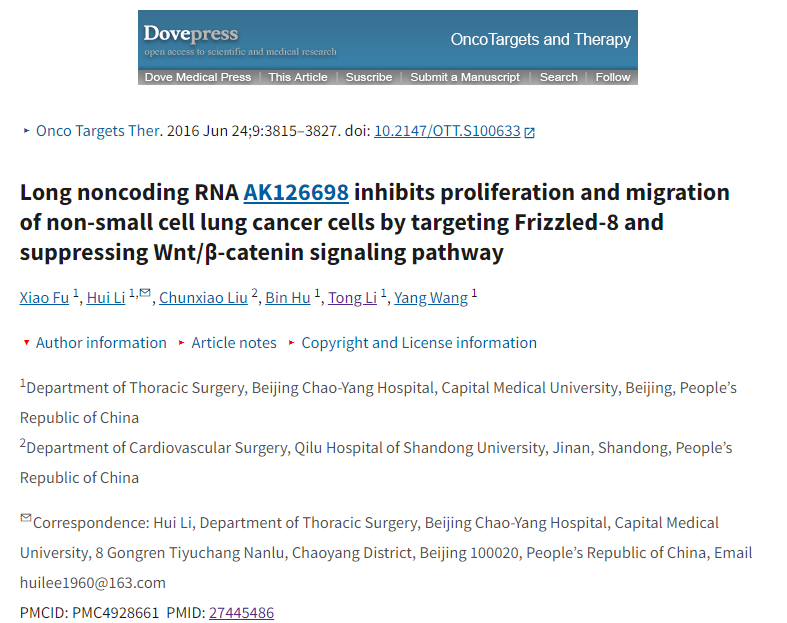 Dovepress
open access to scientific and medical research
OncoTargets and Therapy
Dove Medical Press | This Article | Suscribe | Submit a Manuscript | Search | Follow
‣ Onco Targets Ther. 2016 Jun 24;9:3815–3827. doi: 10.2147/OTT.S100633
Long noncoding RNA AK126698 inhibits proliferation and migration
of non-small cell lung cancer cells by targeting Frizzled-8 and
suppressing Wnt/β-catenin signaling pathway
Xiao Fu 1, Hui Li 1,✉, Chunxiao Liu 2, Bin Hu 1, Tong Li 1, Yang Wang 1
▾ Author information ▸ Article notes ▸ Copyright and License information
1Department of Thoracic Surgery, Beijing Chao-Yang Hospital, Capital Medical University, Beijing, People’s
Republic of China
2Department of Cardiovascular Surgery, Qilu Hospital of Shandong University, Jinan, Shandong, People’s
Republic of China
✉Correspondence: Hui Li, Department of Thoracic Surgery, Beijing Chao-Yang Hospital, Capital Medical
University, 8 Gongren Tiyuchang Nanlu, Chaoyang District, Beijing 100020, People’s Republic of China, Email
huilee1960@163.com
PMCID: PMC4928661 PMID: 27445486